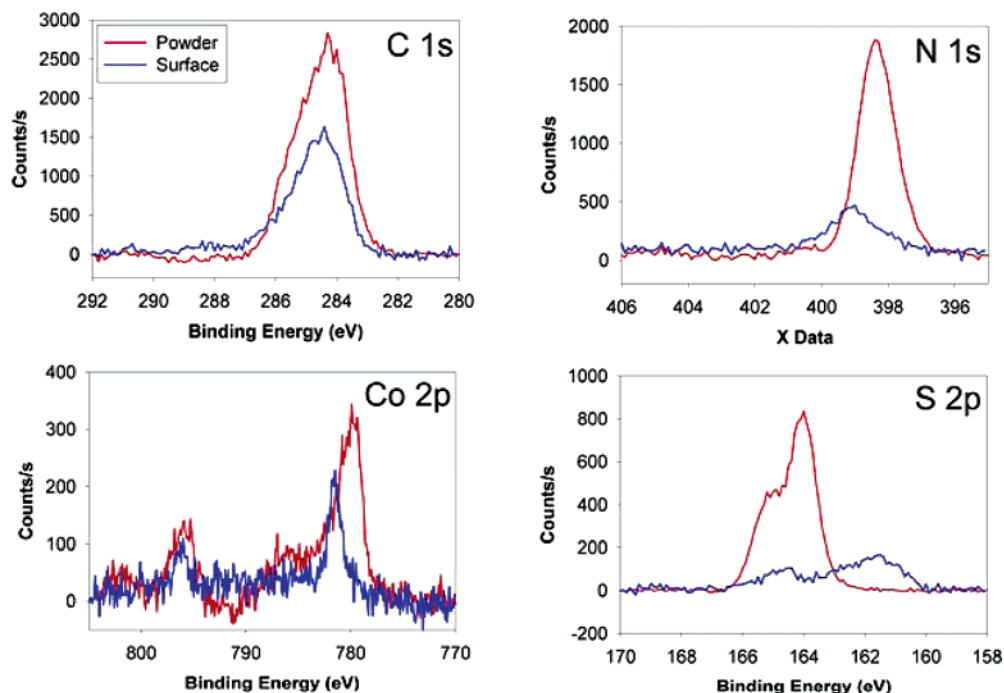 C 1s
Powder
Surface
3000
2500
2000
1500
1000
500
0
Counts/s
292 290 288 286 284 282 280
Binding Energy (eV)
N 1s
2000
1500
1000
500
0
Counts/s
406 404 402 400 398 396
X Data
Co 2p
400
300
200
100
0
Counts/s
800 790 780 770
Binding Energy (eV)
S 2p
1000
800
600
400
200
0
-200
Counts/s
170 168 166 164 162 160 158
Binding Energy (eV)